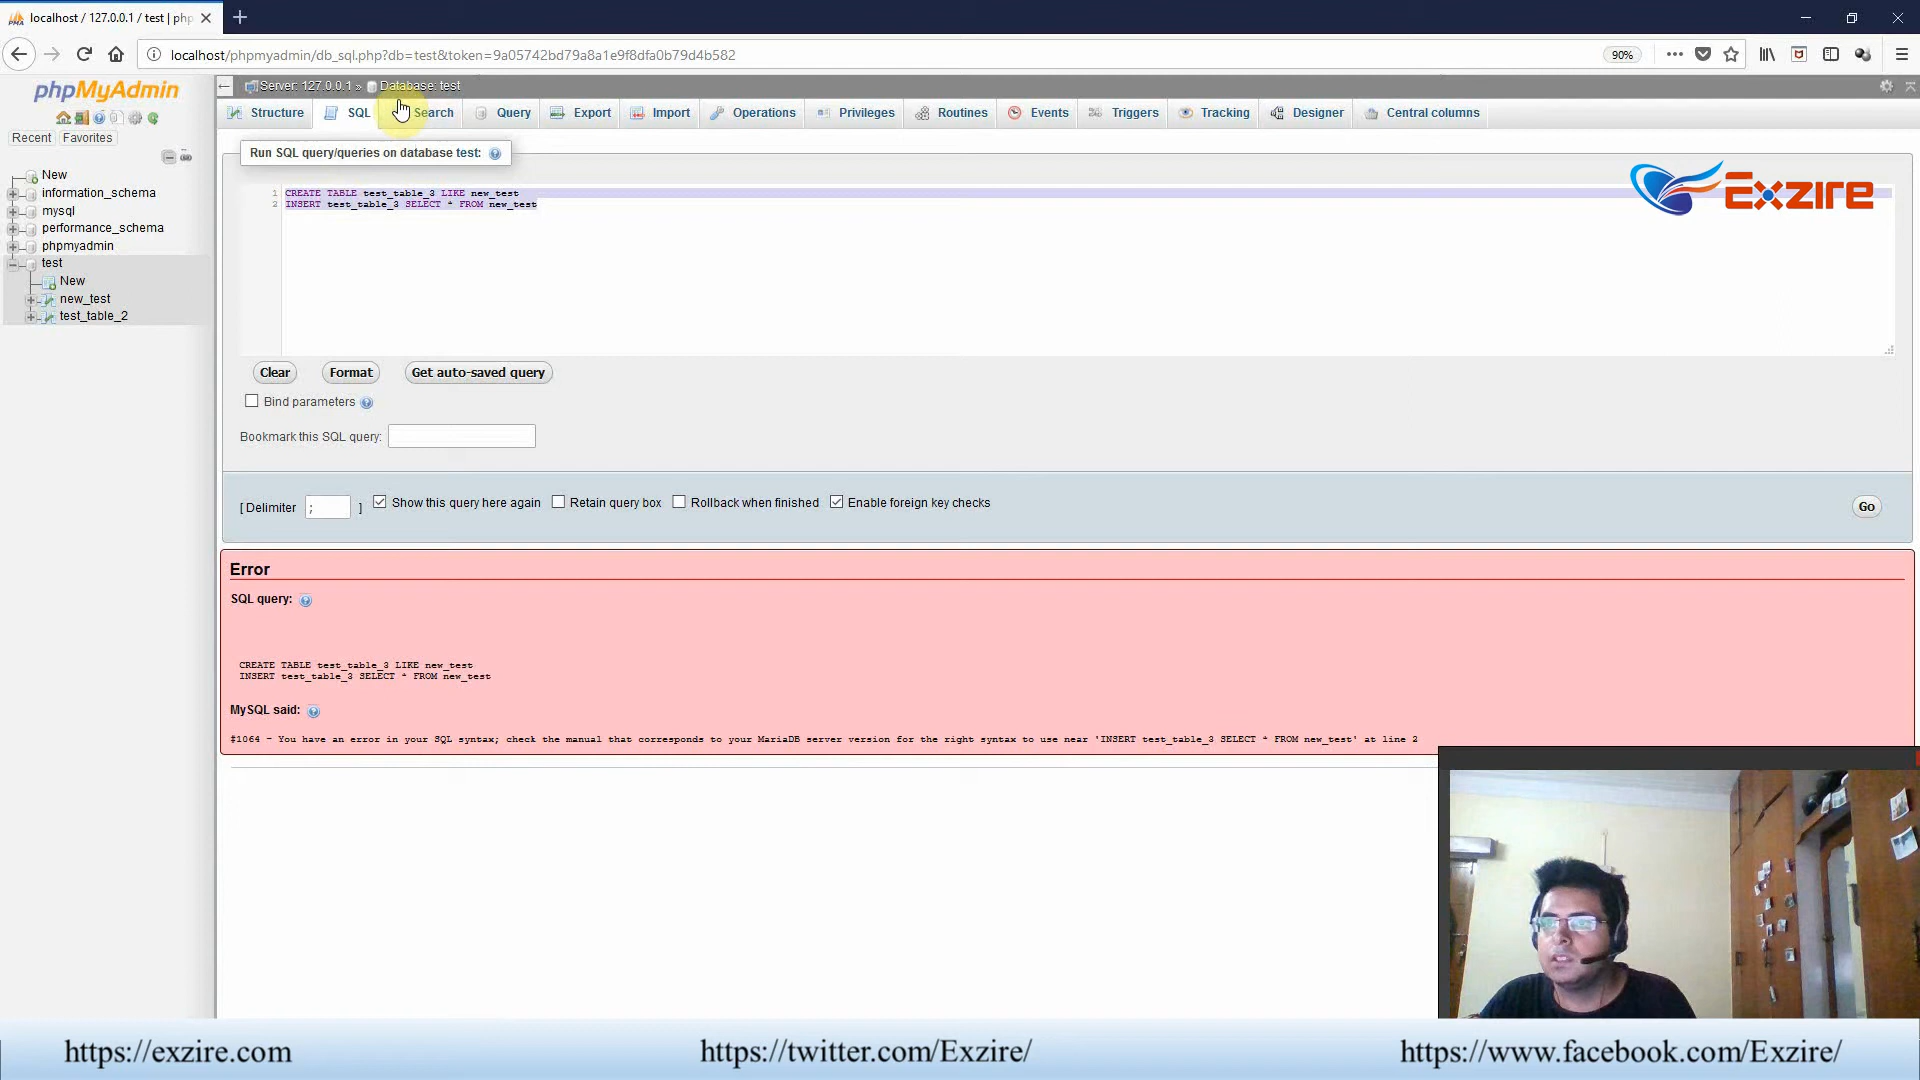 localhost / 127.0.0.1 / test | php
localhost/phpmyadmin/db_sql.php?db=test&token=9a05742bd79a8a1e9f8dfa0b79d4b582
90%
phpMyAdmin
Recent Favorites
New
information_schema
mysql
performance_schema
phpmyadmin
test
New
new_test
test_table_2
Server: 127.0.0.1 » Database: test
Structure SQL Search Query Export Import Operations Privileges Routines Events Triggers Tracking Designer Central columns
Run SQL query/queries on database test:
Exzire
1 CREATE TABLE test_table_3 LIKE new_test
2 INSERT test_table_3 SELECT * FROM new_test
Clear Format Get auto-saved query
Bind parameters
Bookmark this SQL query:
[ Delimiter ; ] Show this query here again Retain query box Rollback when finished Enable foreign key checks Go
Error
SQL query:
CREATE TABLE test_table_3 LIKE new_test
INSERT test_table_3 SELECT * FROM new_test
MySQL said:
#1064 - You have an error in your SQL syntax; check the manual that corresponds to your MariaDB server version for the right syntax to use near 'INSERT test_table_3 SELECT * FROM new_test' at line 2
https://exzire.com https://twitter.com/Exzire/ https://www.facebook.com/Exzire/